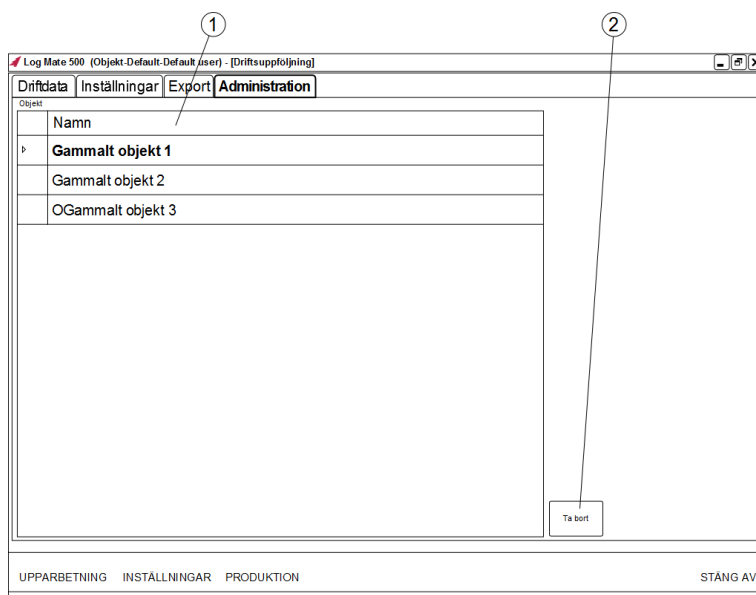 1 2
Log Mate 500 (Objekt-Default-Default user) - [Driftsuppföljning]
Driftdata Inställningar Export Administration
Objekt
Namn
Gammalt objekt 1
Gammalt objekt 2
OGammalt objekt 3
Ta bort
UPPARBETNING INSTÄLLNINGAR PRODUKTION STÄNG AV